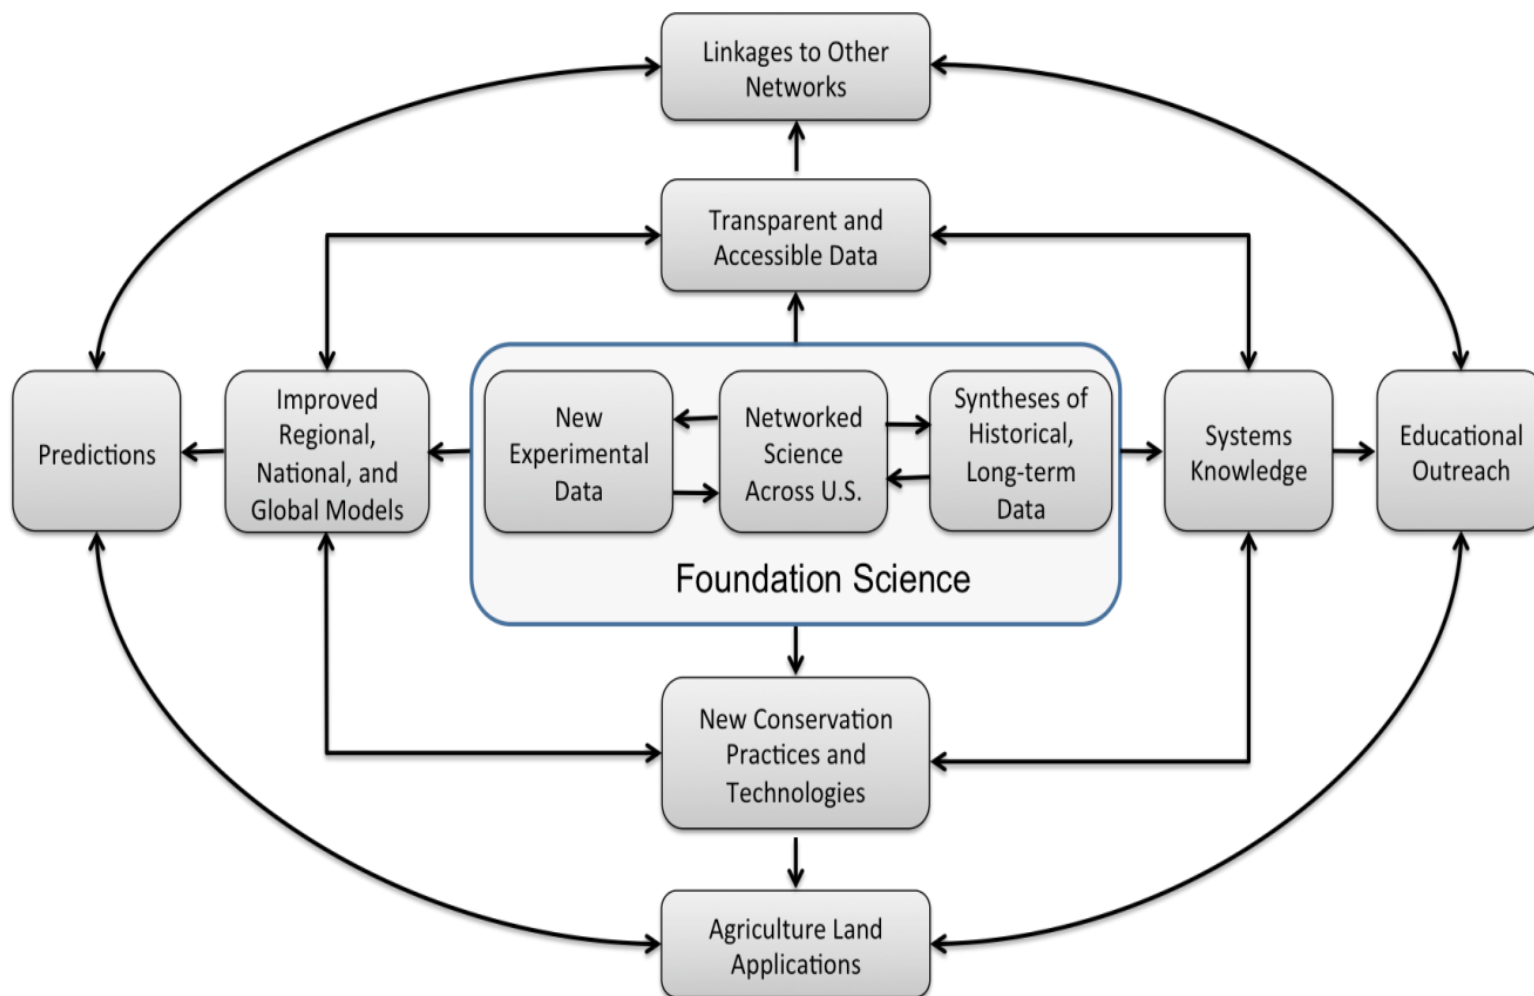 Linkages to Other
Networks
Transparent and
Accessible Data
Predictions
Improved
Regional,
National, and
Global Models
New
Experimental
Data
Networked
Science
Across U.S.
Syntheses of
Historical,
Long-term
Data
Systems
Knowledge
Educational
Outreach
Foundation Science
New Conservation
Practices and
Technologies
Agriculture Land
Applications